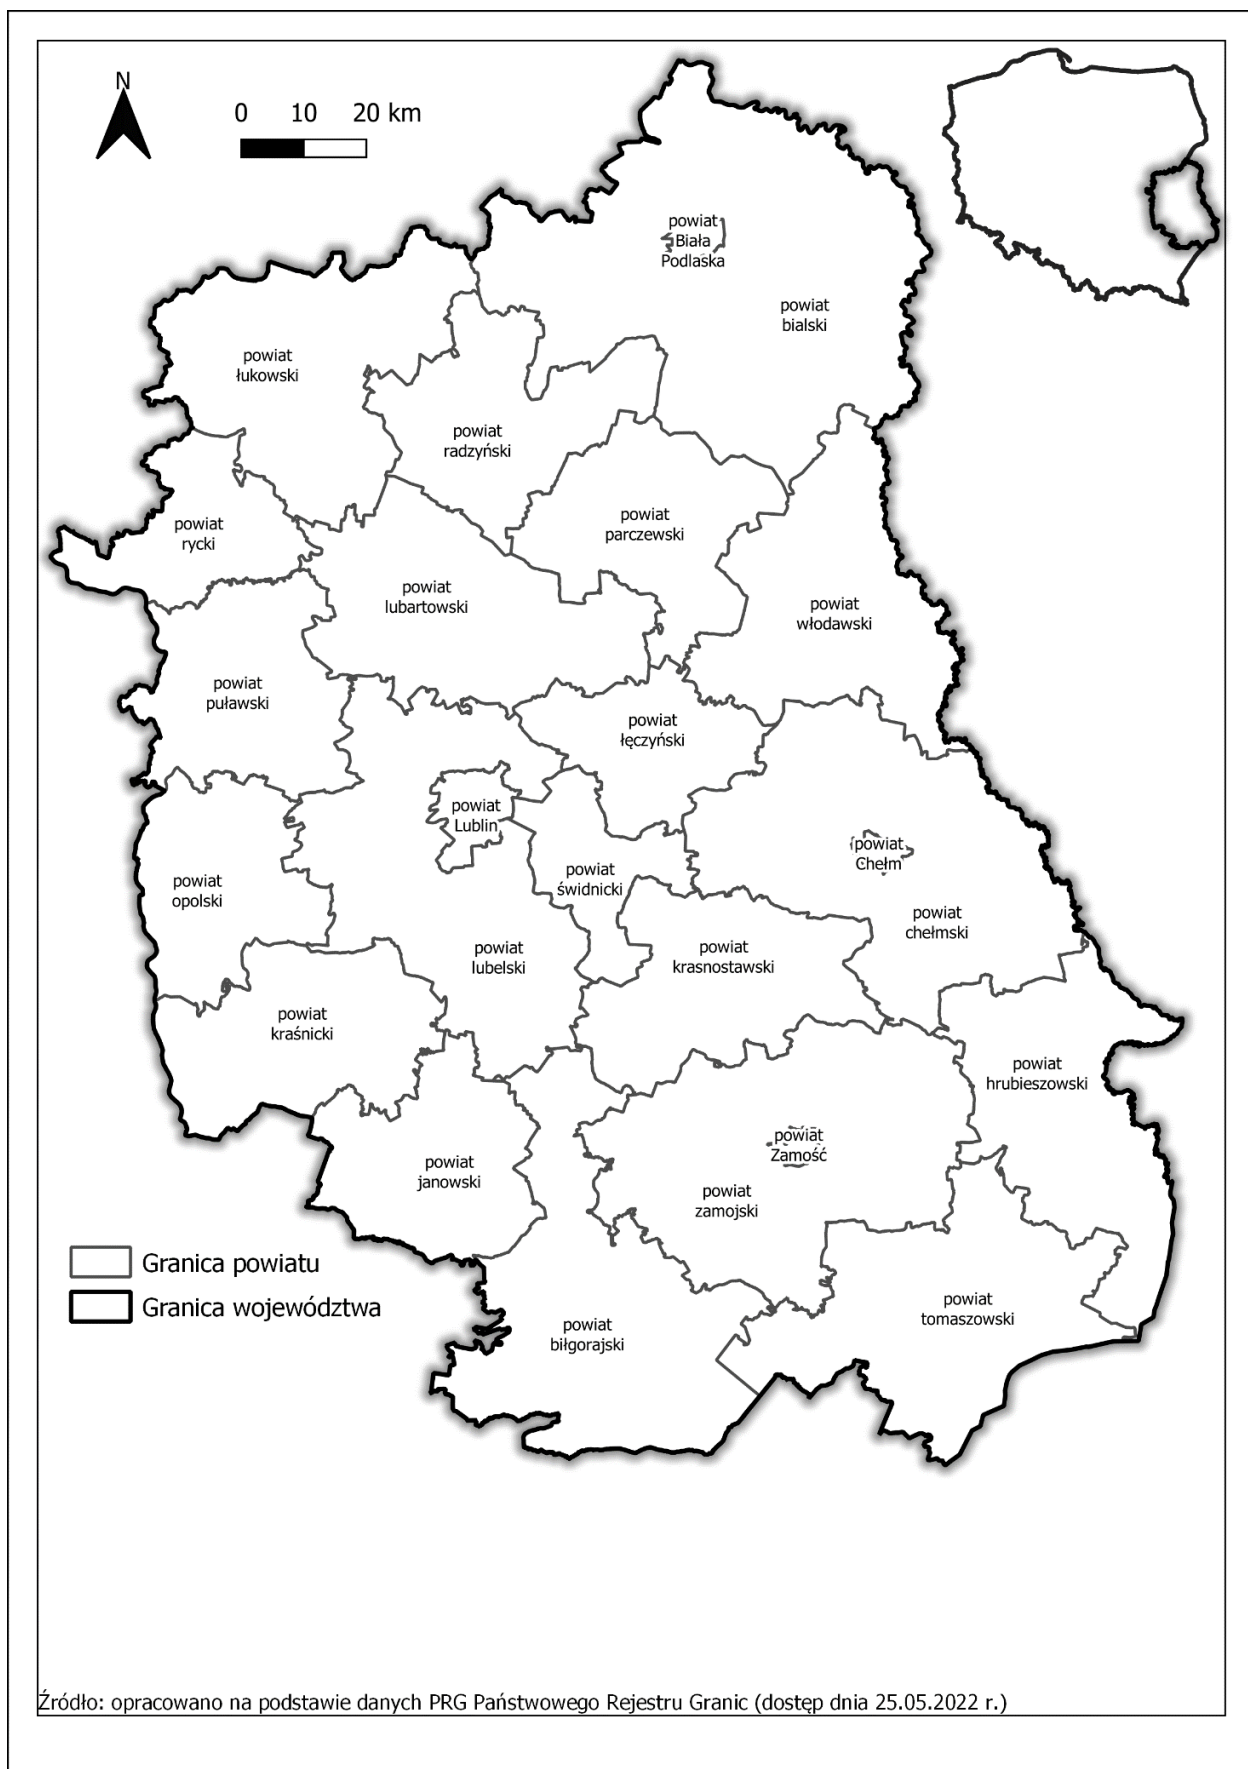 N
0 10 20 km
powiat
Biała
Podlaska
powiat
bialski
powiat
łukowski
powiat
radzyński
powiat
parczewski
powiat
rycki
powiat
lubartowski
powiat
włodawski
powiat
puławski
powiat
łęczyński
powiat
Lublin
powiat
Chełm
powiat
świdnicki
powiat
opolski
powiat
chełmski
powiat
lubelski
powiat
krasnostawski
powiat
kraśnicki
powiat
hrubieszowski
powiat
Zamość
powiat
janowski
powiat
zamojski
Granica powiatu
Granica województwa
powiat
tomaszowski
powiat
biłgorajski
Źródło: opracowano na podstawie danych PRG Państwowego Rejestru Granic (dostęp dnia 25.05.2022 r.)